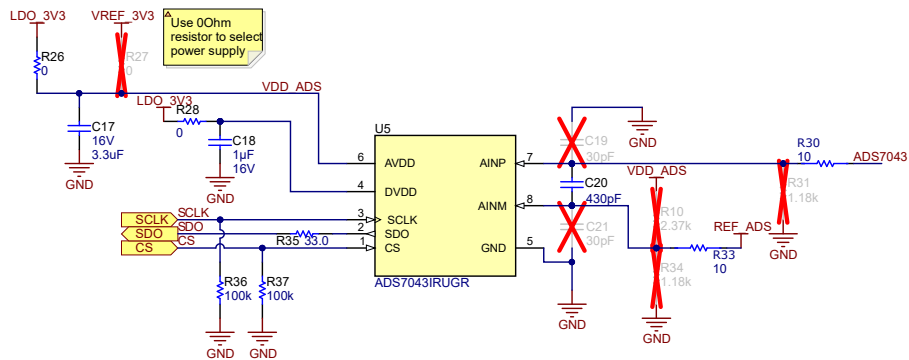 LDO_3V3
VREF_3V3
Use 0Ohm
resistor to select
power supply
R26
0
R27
0
VDD_ADS
LDO_3V3
R28
0
C17
16V
3.3uF
GND
C18
1µF
16V
GND
U5
6
AVDD
4
DVDD
3
SCLK
2
SDO
1
CS
AINP
7
AINM
8
GND
5
ADS7043IRUGR
SCLK
SCLK
SDO
SDO
CS
CS
R35
33.0
R36
100k
R37
100k
GND
GND
GND
C19
30pF
C20
430pF
C21
30pF
GND
R30
10
ADS7043
R31
1.18k
GND
VDD_ADS
R10
2.37k
REF_ADS
R33
10
R34
1.18k
GND